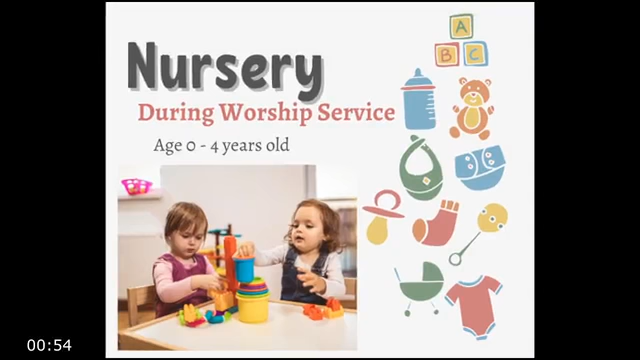 Nursery
During Worship Service
Age 0 - 4 years old
A
B C
00:54